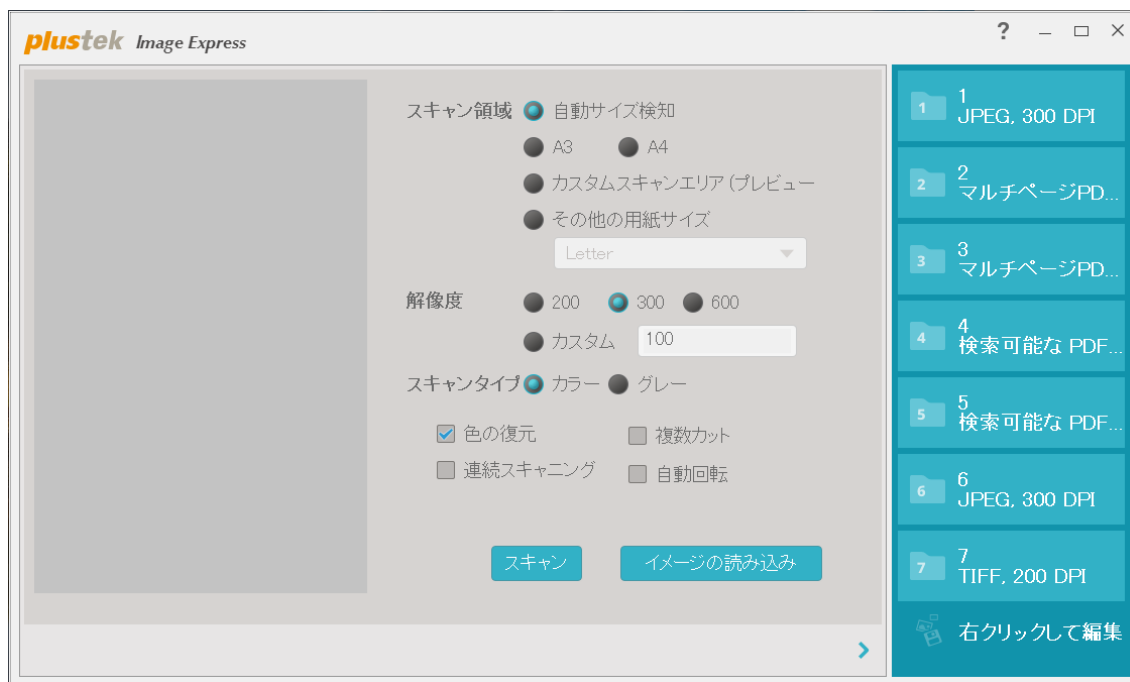 plustek Image Express
?
スキャン領域 自動サイズ検知
A3 A4
カスタムスキャンエリア(プレビュー
その他の用紙サイズ
Letter
解像度 200 300 600
カスタム 100
スキャンタイプ カラー グレー
色の復元 複数カット
連続スキャニング 自動回転
スキャン イメージの読み込み
1 1
JPEG, 300 DPI
2 2
マルチページPD...
3 3
マルチページPD...
4 4
検索可能な PDF...
5 5
検索可能な PDF...
6 6
JPEG, 300 DPI
7 7
TIFF, 200 DPI
右クリックして編集